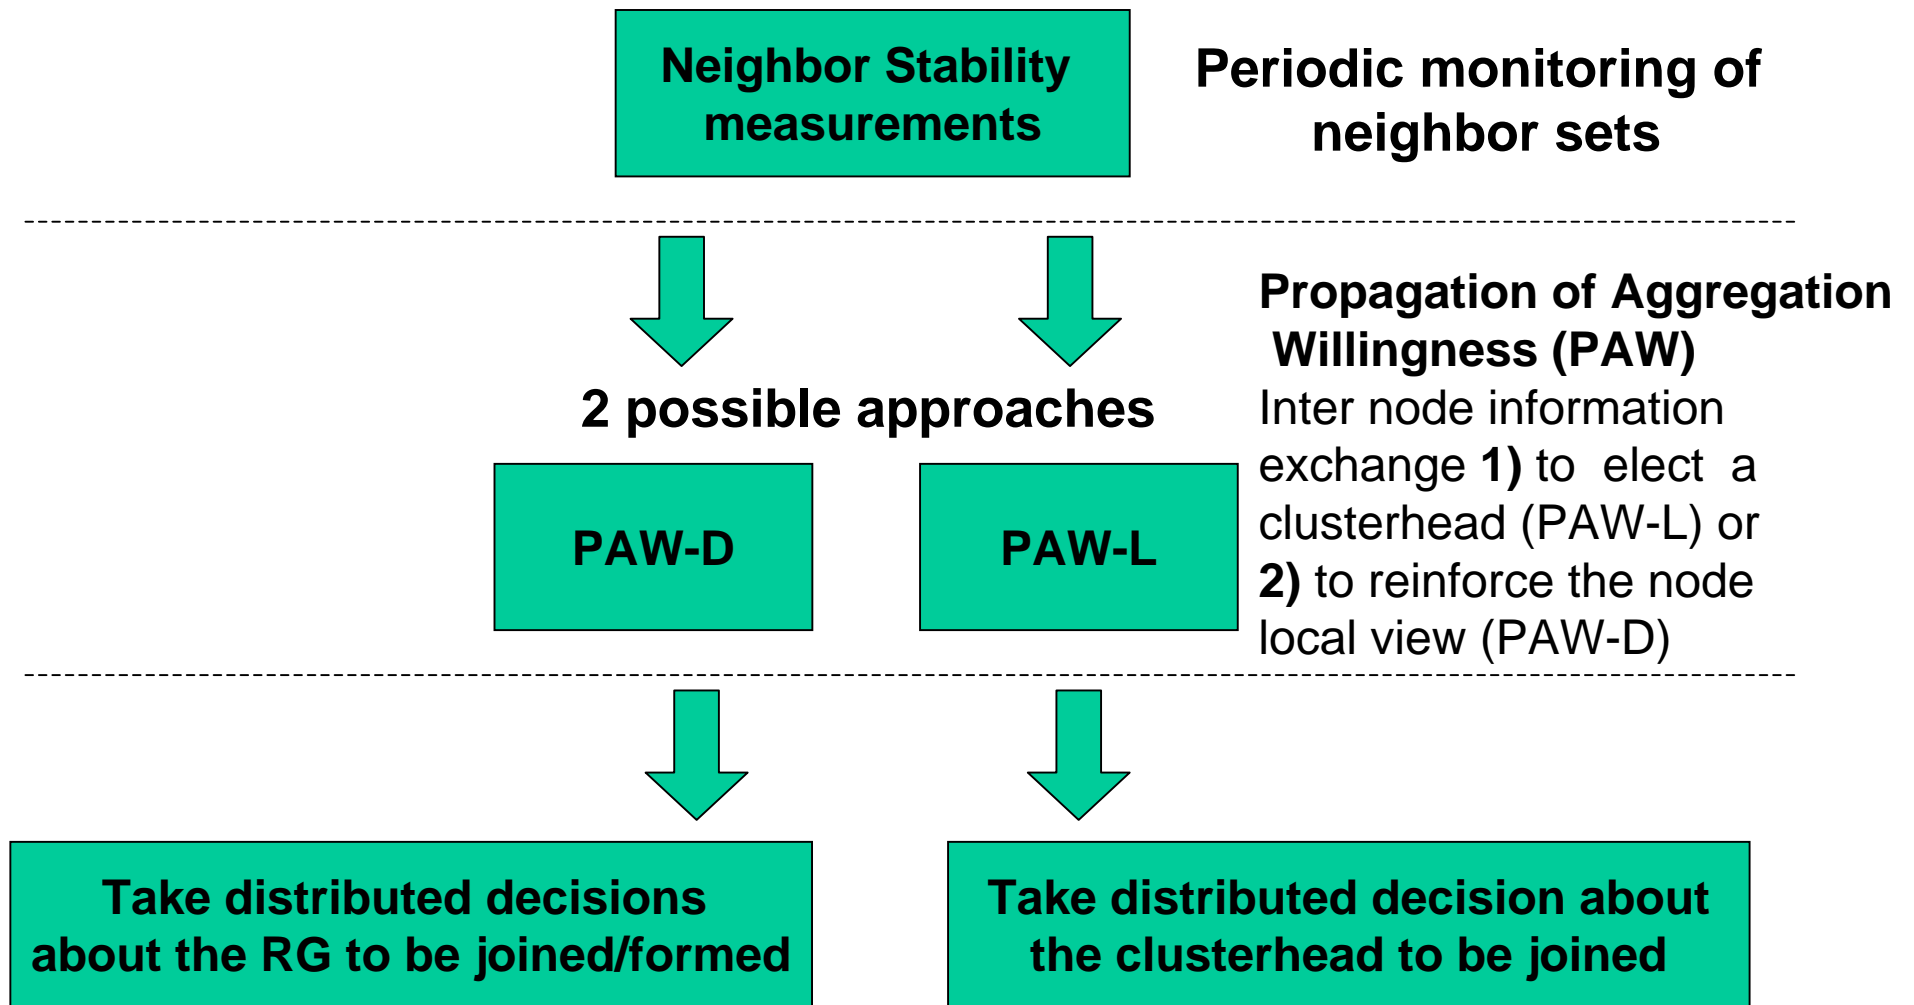 Neighbor Stability
measurements
Periodic monitoring of
neighbor sets
Propagation of Aggregation
Willingness (PAW)
Inter node information
exchange 1) to elect a
clusterhead (PAW-L) or
2) to reinforce the node
local view (PAW-D)
2 possible approaches
PAW-D
PAW-L
Take distributed decisions
about the RG to be joined/formed
Take distributed decision about
the clusterhead to be joined